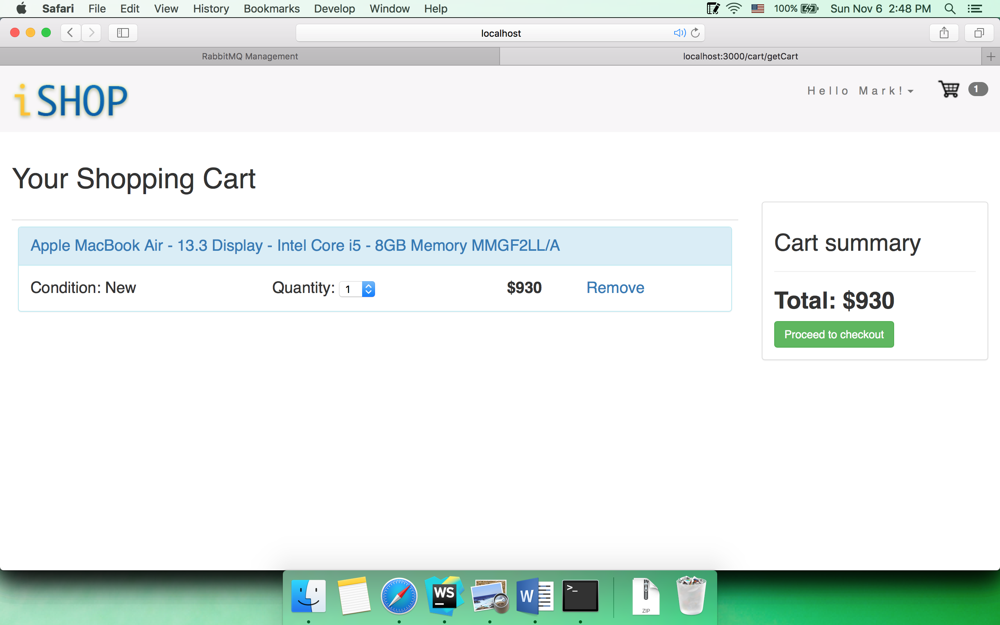 Safari File Edit View History Bookmarks Develop Window Help 100% Sun Nov 6 2:48 PM
localhost
RabbitMQ Management localhost:3000/cart/getCart
iSHOP Hello Mark! 1
Your Shopping Cart
Apple MacBook Air - 13.3 Display - Intel Core i5 - 8GB Memory MMGF2LL/A
Condition: New Quantity: 1 $930 Remove
Cart summary
Total: $930
Proceed to checkout
WS W >_ ZIP